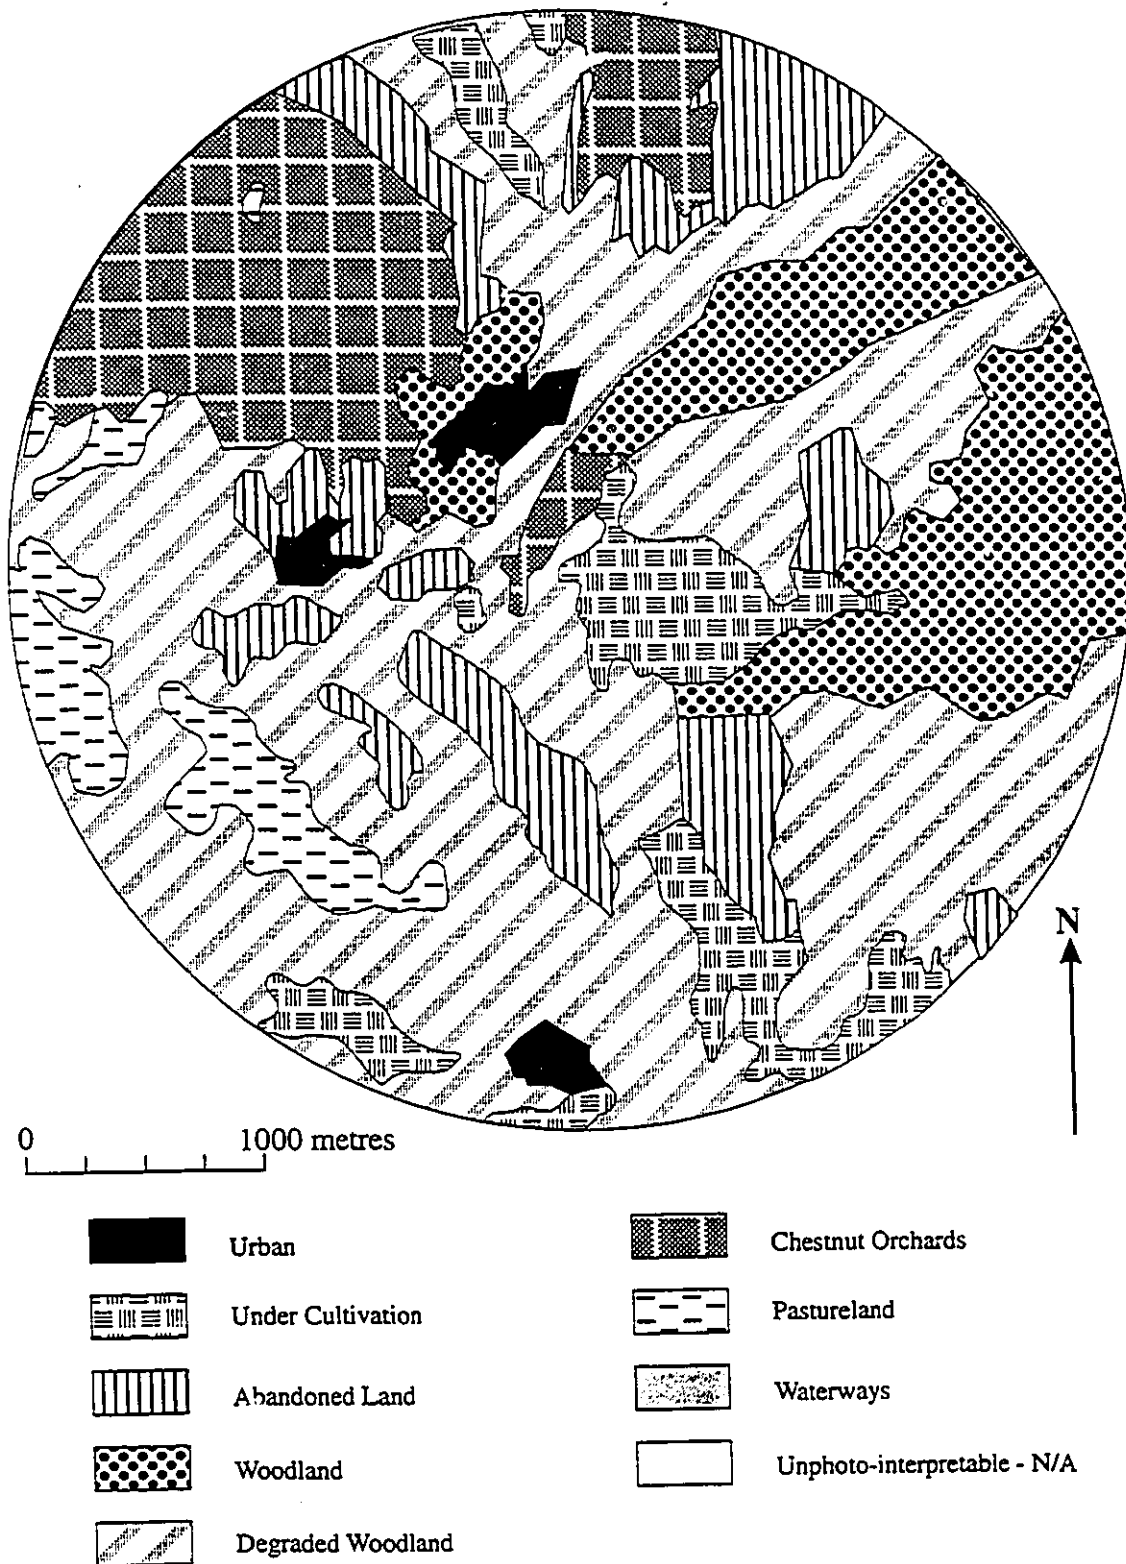 N
0 1000 metres
Urban
Under Cultivation
Abandoned Land
Woodland
Degraded Woodland
Chestnut Orchards
Pastureland
Waterways
Unphoto-interpretable - N/A